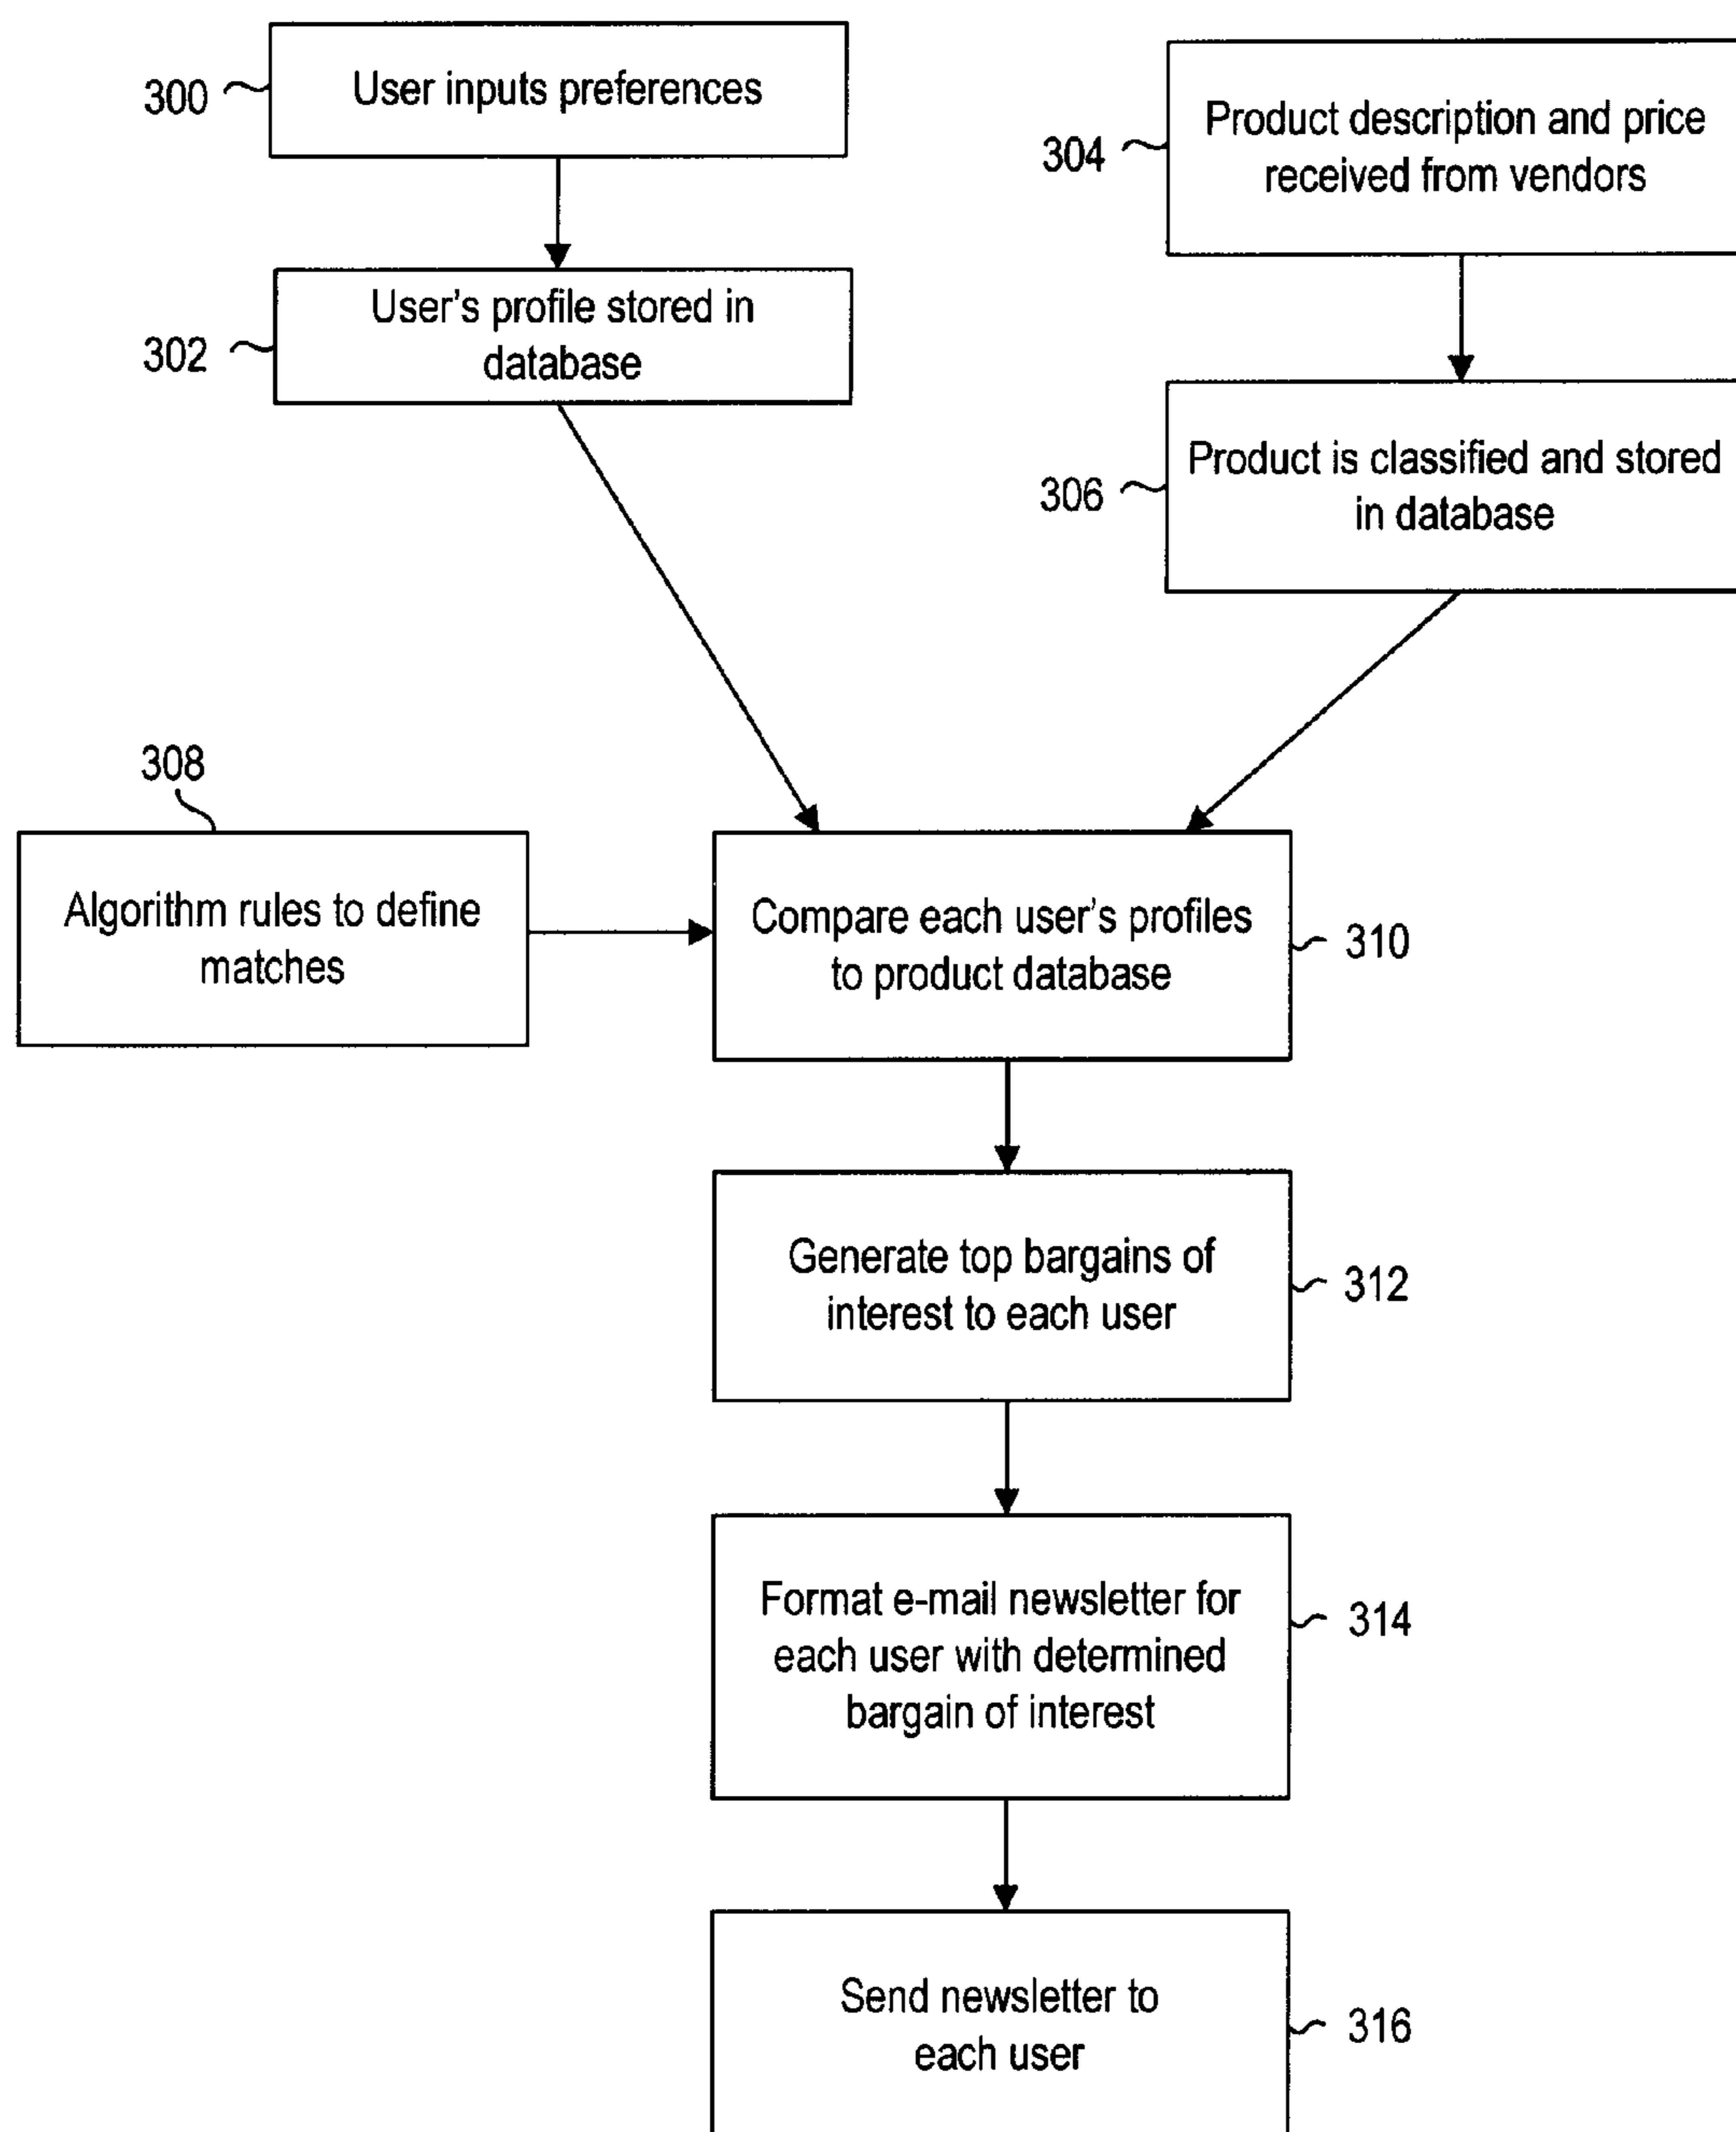 300
User inputs preferences
304
Product description and price
received from vendors
302
User's profile stored in
database
306
Product is classified and stored
in database
308
Algorithm rules to define
matches
Compare each user's profiles
to product database
310
Generate top bargains of
interest to each user
312
Format e-mail newsletter for
each user with determined
bargain of interest
314
Send newsletter to
each user
316